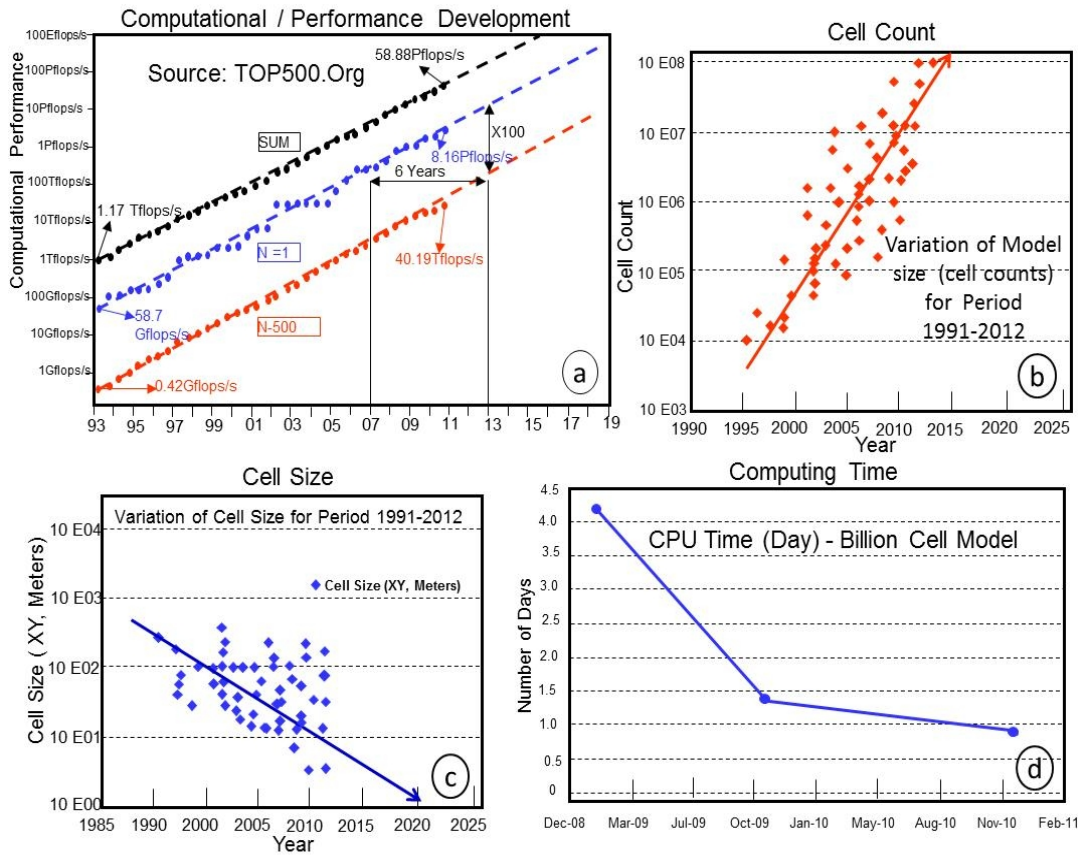 Computational / Performance Development
100Eflops/s
100Pflops/s
10Pflops/s
1Pflops/s
100Tflops/s
10Tflops/s
1Tflops/s
100Gflops/s
10Gflops/s
1Gflops/s
Computational Performance
Source: TOP500.Org
58.88Pflops/s
SUM
X100
8.16Pflops/s
6 Years
1.17 Tflops/s
N =1
40.19Tflops/s
58.7
Gflops/s
N-500
0.42Gflops/s
a
93 95 97 99 01 03 05 07 09 11 13 15 17 18 19
Cell Count
10 E08
10 E07
10 E06
10 E05
10 E04
10 E03
Cell Count
Variation of Model
size (cell counts)
for Period
1991-2012
b
1990 1995 2000 2005 2010 2015 2020 2025
Year
Cell Size
Variation of Cell Size for Period 1991-2012
10 E04
10 E03
10 E02
10 E01
10 E00
Cell Size ( XY, Meters)
Cell Size (XY, Meters)
c
1985 1990 1995 2000 2005 2010 2015 2020 2025
Year
Computing Time
4.5
4.0
3.5
3.0
2.5
2.0
1.5
1.0
0.5
0
Number of Days
CPU Time (Day) - Billion Cell Model
d
Dec-08 Mar-09 Jul-09 Oct-09 Jan-10 May-10 Aug-10 Nov-10 Feb-11